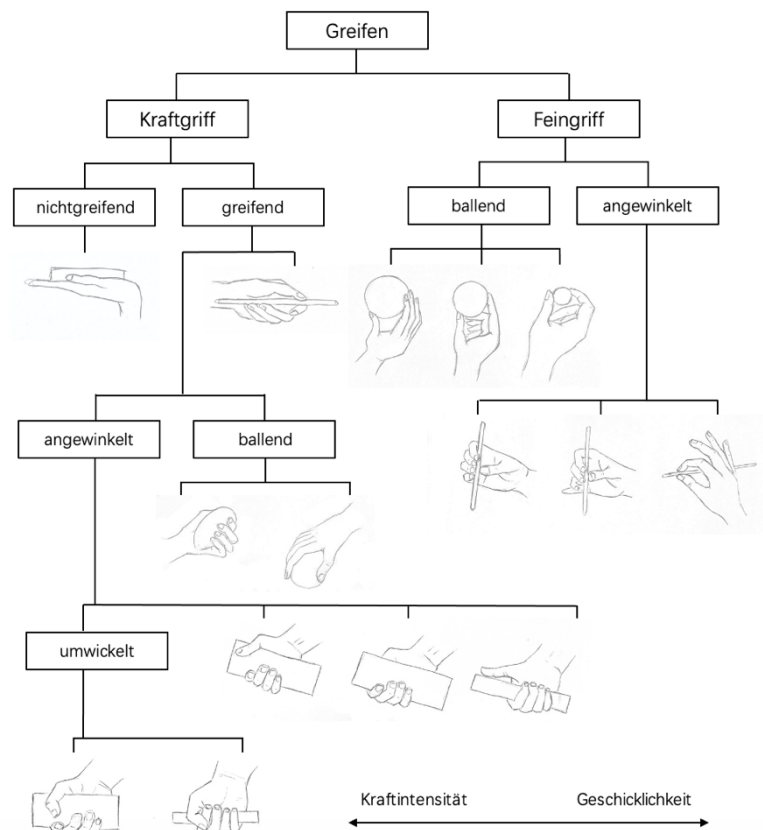 Greifen
Kraftgriff
Feingriff
nichtgreifend
greifend
ballend
angewinkelt
angewinkelt
ballend
umwickelt
Kraftintensität
Geschicklichkeit